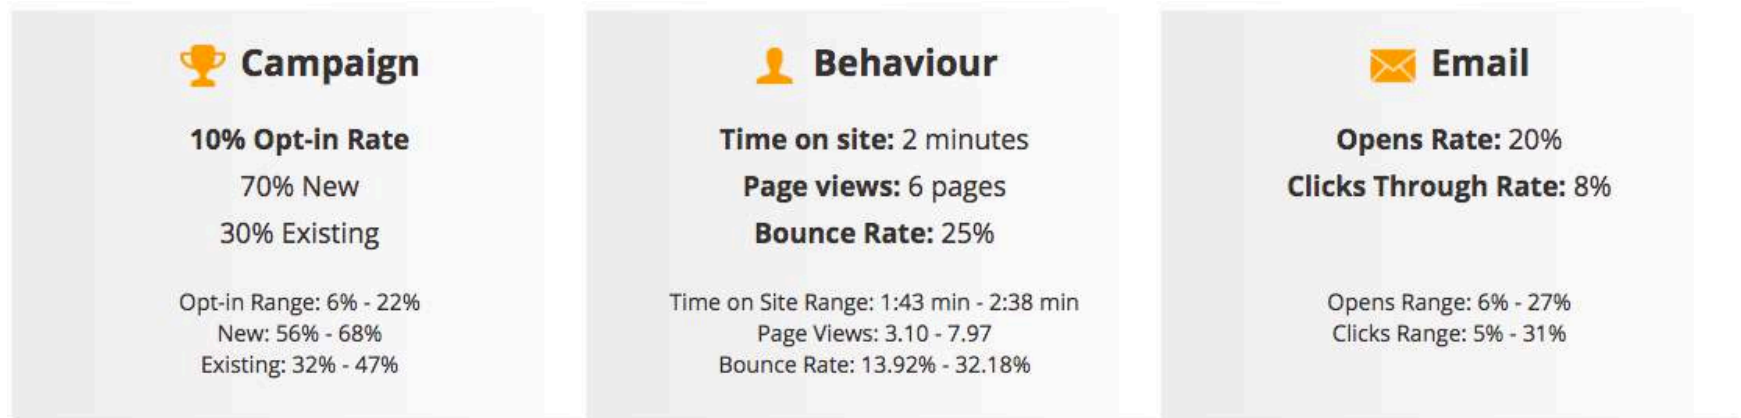 Campaign
10% Opt-in Rate
70% New
30% Existing
Opt-in Range: 6% - 22%
New: 56% - 68%
Existing: 32% - 47%
Behaviour
Time on site: 2 minutes
Page views: 6 pages
Bounce Rate: 25%
Time on Site Range: 1:43 min - 2:38 min
Page Views: 3.10 - 7.97
Bounce Rate: 13.92% - 32.18%
Email
Opens Rate: 20%
Clicks Through Rate: 8%
Opens Range: 6% - 27%
Clicks Range: 5% - 31%